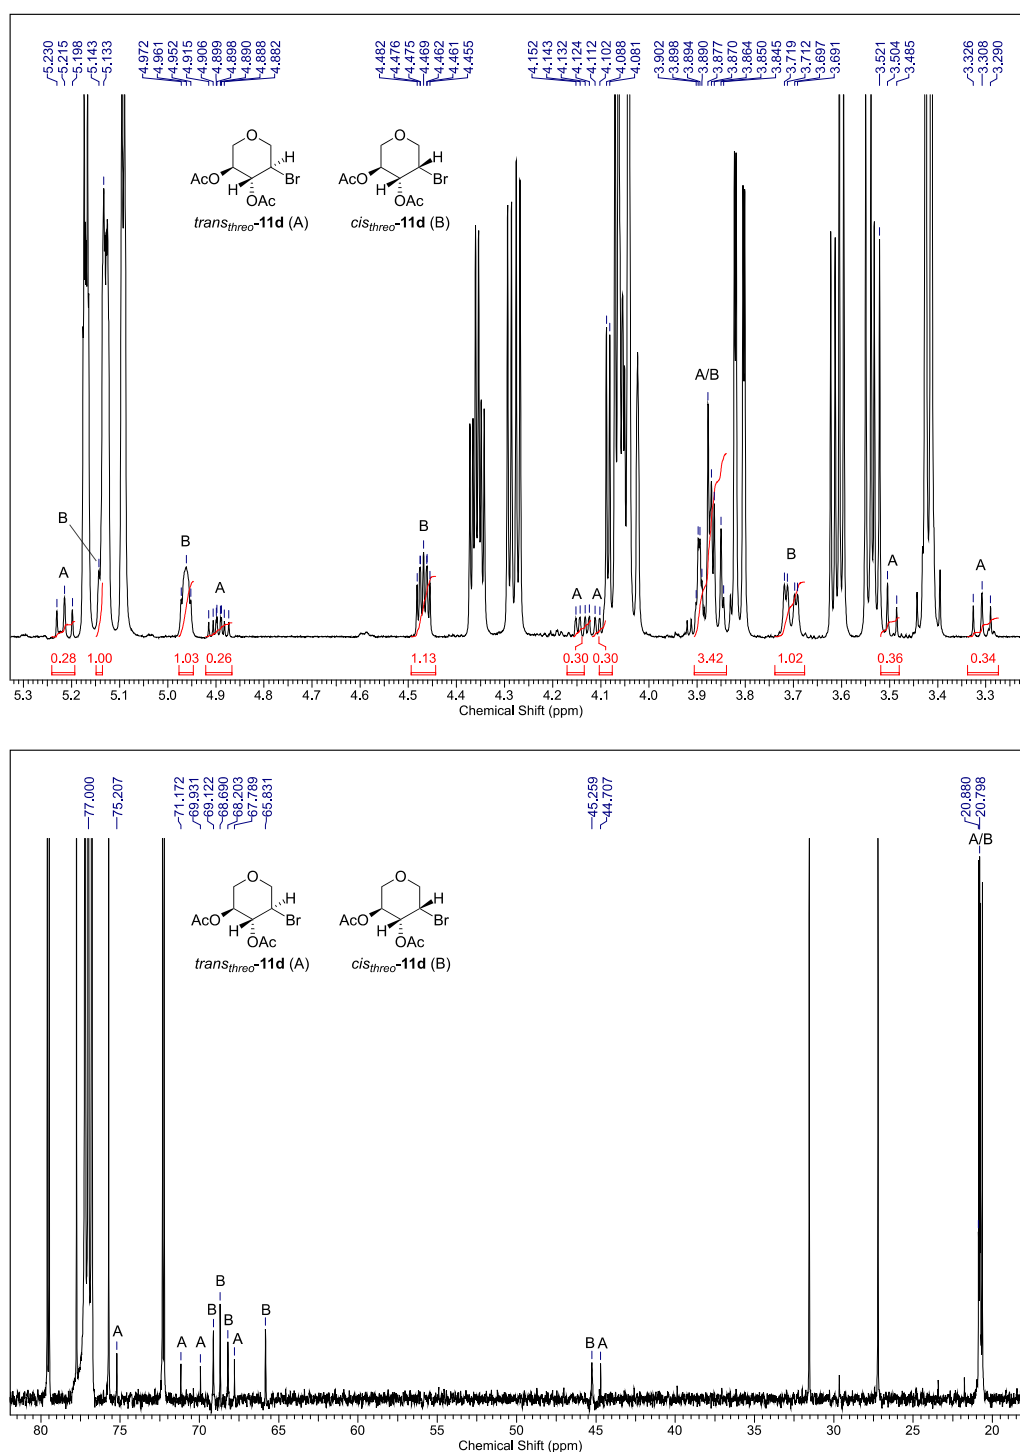 5.230 5.215 5.198 5.143 5.133 4.972 4.961 4.952 4.915 4.906 4.899 4.898 4.890 4.888 4.882 4.482 4.476 4.475 4.469 4.462 4.461 4.455 4.152 4.143 4.132 4.124 4.112 4.102 4.088 4.081 3.902 3.898 3.894 3.890 3.877 3.870 3.864 3.850 3.845 3.719 3.712 3.697 3.691 3.521 3.504 3.485 3.326 3.308 3.290
O O
H H
AcO Br AcO Br
H OAc H OAc
trans_threo-11d (A) cis_threo-11d (B)
A/B
B A B A B A A B A A
0.28 1.00 1.03 0.26 1.13 0.30 0.30 3.42 1.02 0.36 0.34
5.3 5.2 5.1 5.0 4.9 4.8 4.7 4.6 4.5 4.4 4.3 4.2 4.1 4.0 3.9 3.8 3.7 3.6 3.5 3.4 3.3
Chemical Shift (ppm)
77.000 75.207 71.172 69.931 69.122 68.690 68.203 67.789 65.831 45.259 44.707 20.880 20.798
A/B
O O
H H
AcO Br AcO Br
H OAc H OAc
trans_threo-11d (A) cis_threo-11d (B)
A A A B B B A B B A
80 75 70 65 60 55 50 45 40 35 30 25 20
Chemical Shift (ppm)